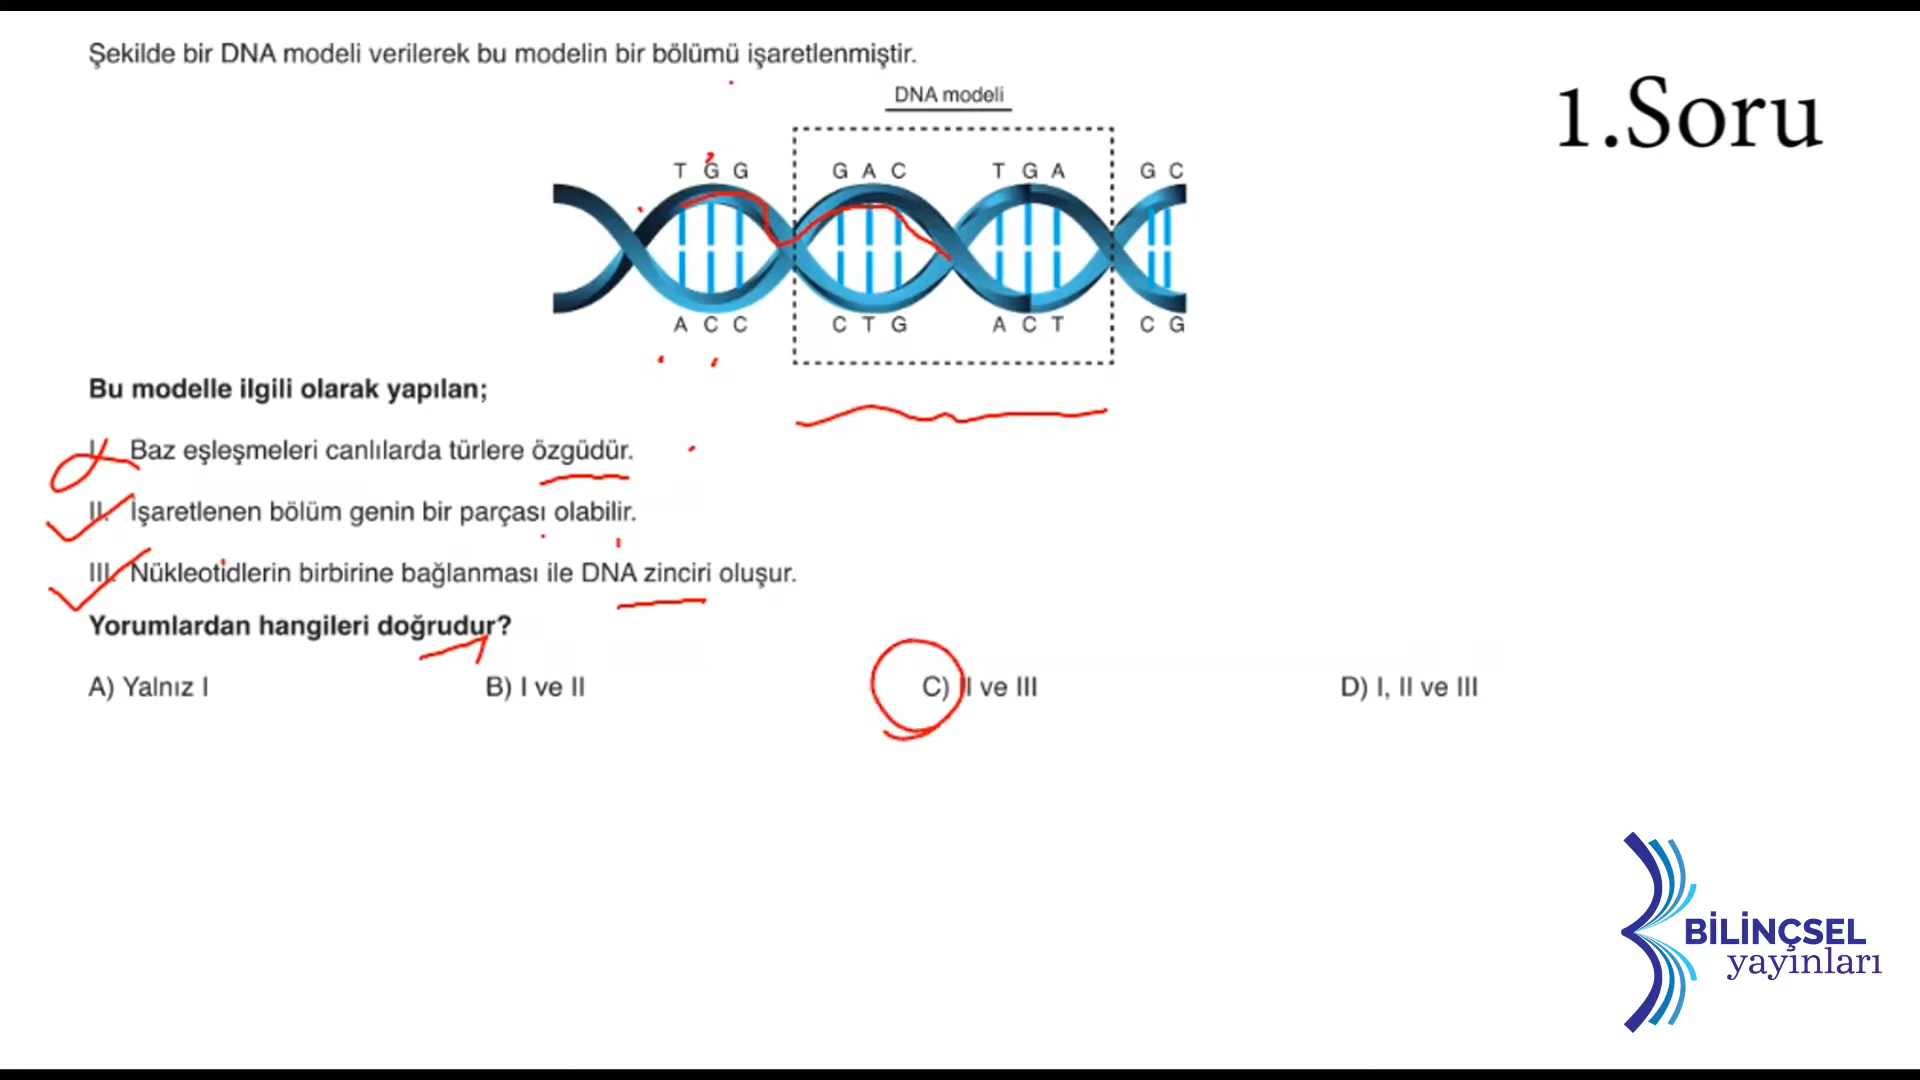 Şekilde bir DNA modeli verilerek bu modelin bir bölümü işaretlenmiştir.
1.Soru
DNA modeli
T G G G A C T G A G C
A C C C T G A C T C G
Bu modelle ilgili olarak yapılan;
I. Baz eşleşmeleri canlılarda türlere özgüdür.
II. İşaretlenen bölüm genin bir parçası olabilir.
III. Nükleotidlerin birbirine bağlanması ile DNA zinciri oluşur.
Yorumlardan hangileri doğrudur?
A) Yalnız I B) I ve II C) II ve III D) I, II ve III
BİLİNÇSEL
yayınları